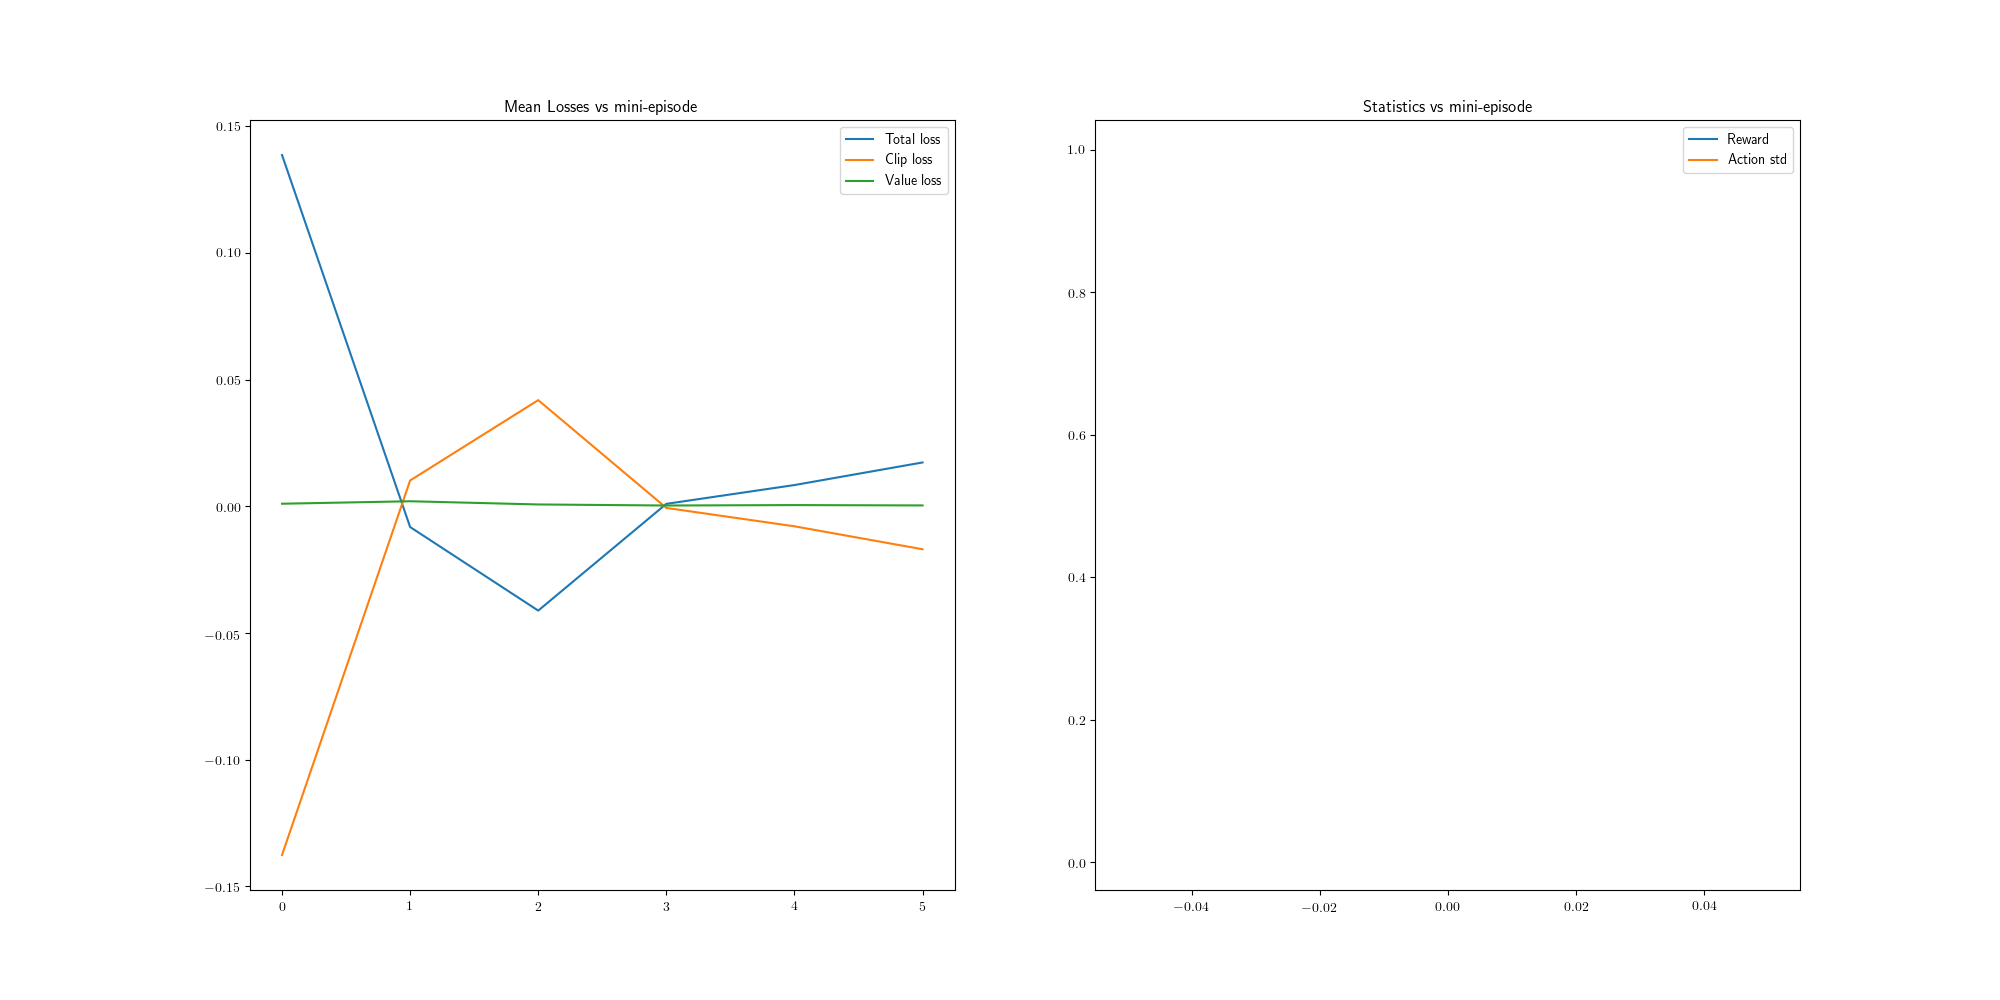 Mean Losses vs mini-episode
Total loss
Clip loss
Value loss
0.15
0.10
0.05
0.00
−0.05
−0.10
−0.15
0 1 2 3 4 5
Statistics vs mini-episode
Reward
Action std
1.0
0.8
0.6
0.4
0.2
0.0
−0.04 −0.02 0.00 0.02 0.04